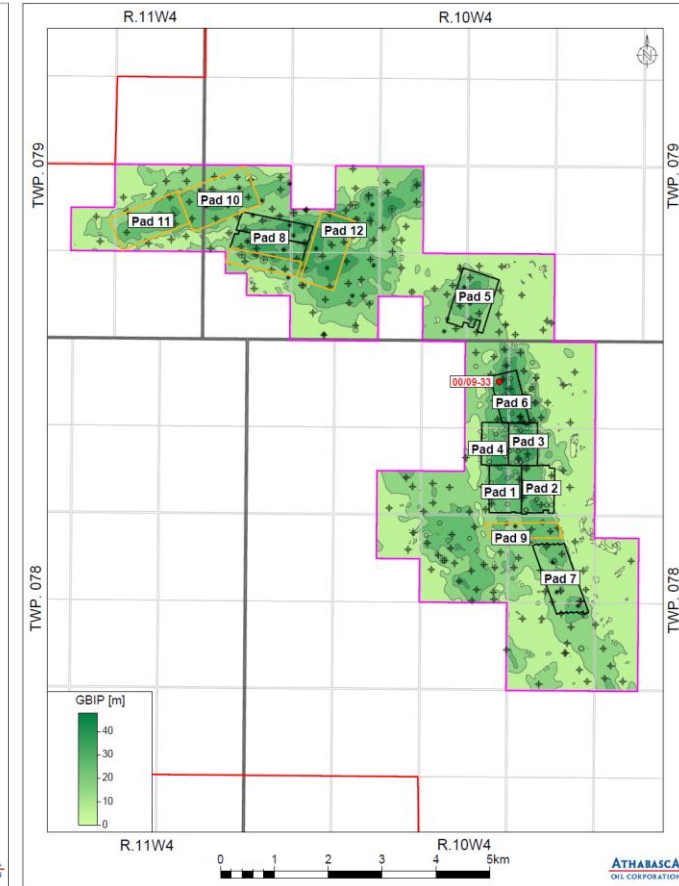 R.11W4 R.10W4
N
TWP. 079 TWP. 079
Pad 10
Pad 11
Pad 12
Pad 8
Pad 5
00/09-33
Pad 6
Pad 3
Pad 4
Pad 1 Pad 2
Pad 9
Pad 7
TWP. 078 TWP. 078
GBIP [m]
40
30
20
10
0
R.11W4 R.10W4
0 1 2 3 4 5km
ATHABASCA
OIL CORPORATION